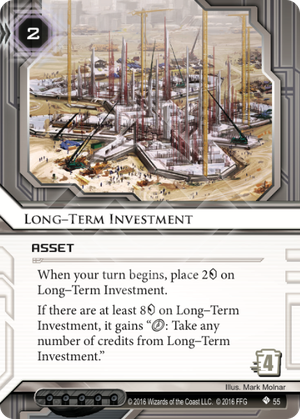 2
LONG–TERM INVESTMENT
ASSET
When your turn begins, place 2 on
Long–Term Investment.
If there are at least 8 on Long–Term
Investment, it gains “: Take any
number of credits from Long–Term
Investment.”
4
Illus. Mark Molnar
© 2016 Wizards of the Coast LLC. © 2016 FFG
55